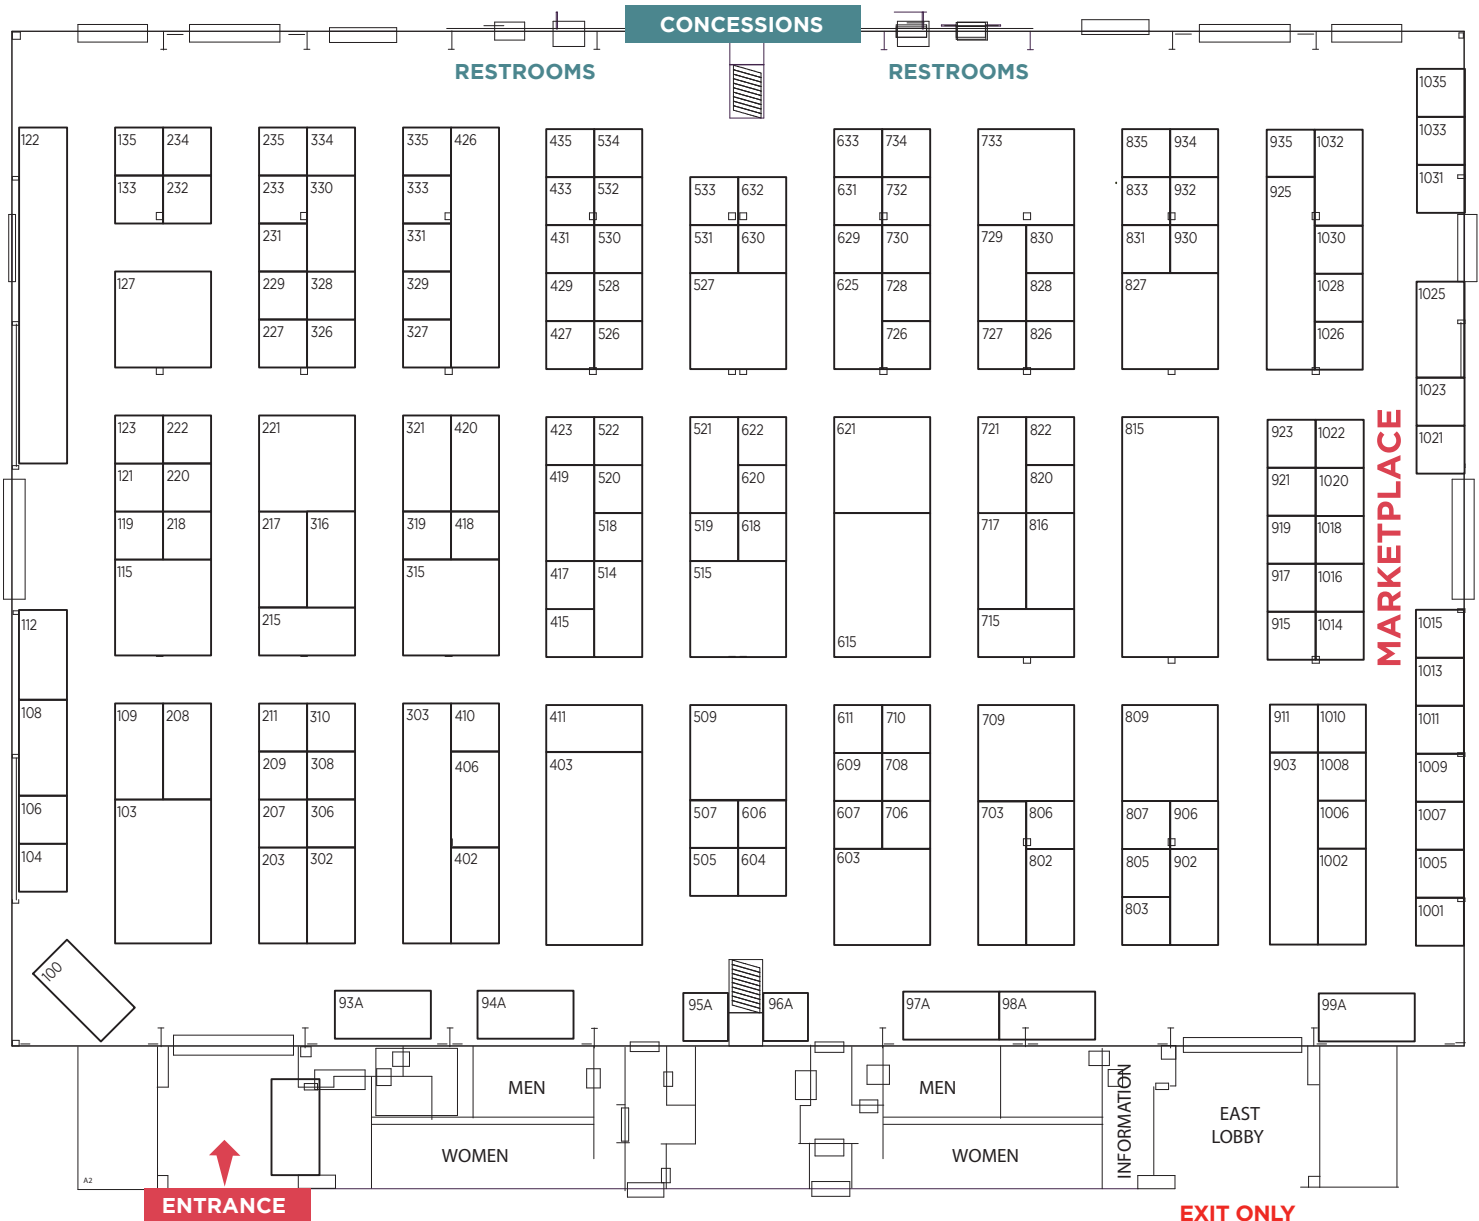 CONCESSIONS
RESTROOMS RESTROOMS
1035
122 135 234 235 334 335 426 435 534 633 734 733 835 934 935 1032 1033
133 232 233 330 333 433 532 533 632 631 732 833 932 925 1031
231 331 431 530 531 630 629 730 729 830 831 930 1030
127 229 328 329 429 528 527 625 728 828 827 1028 1025
227 326 327 427 526 726 727 826 1026
1023
123 222 221 321 420 423 522 521 622 621 721 822 815 923 1022 1021
121 220 419 520 620 820 921 1020
119 218 217 316 319 418 518 519 618 717 816 919 1018
115 315 417 514 515 917 1016
112 215 415 615 715 915 1014 1015
MARKETPLACE
1013
108 109 208 211 310 303 410 411 509 611 710 709 809 911 1010 1011
209 308 406 403 609 708 903 1008 1009
106 103 207 306 507 606 607 706 703 806 807 906 1006 1007
104 203 302 402 505 604 603 802 805 902 1002 1005
803 1001
100
93A 94A 95A 96A 97A 98A 99A
MEN MEN
INFORMATION
EAST
LOBBY
WOMEN WOMEN
A2
ENTRANCE
EXIT ONLY